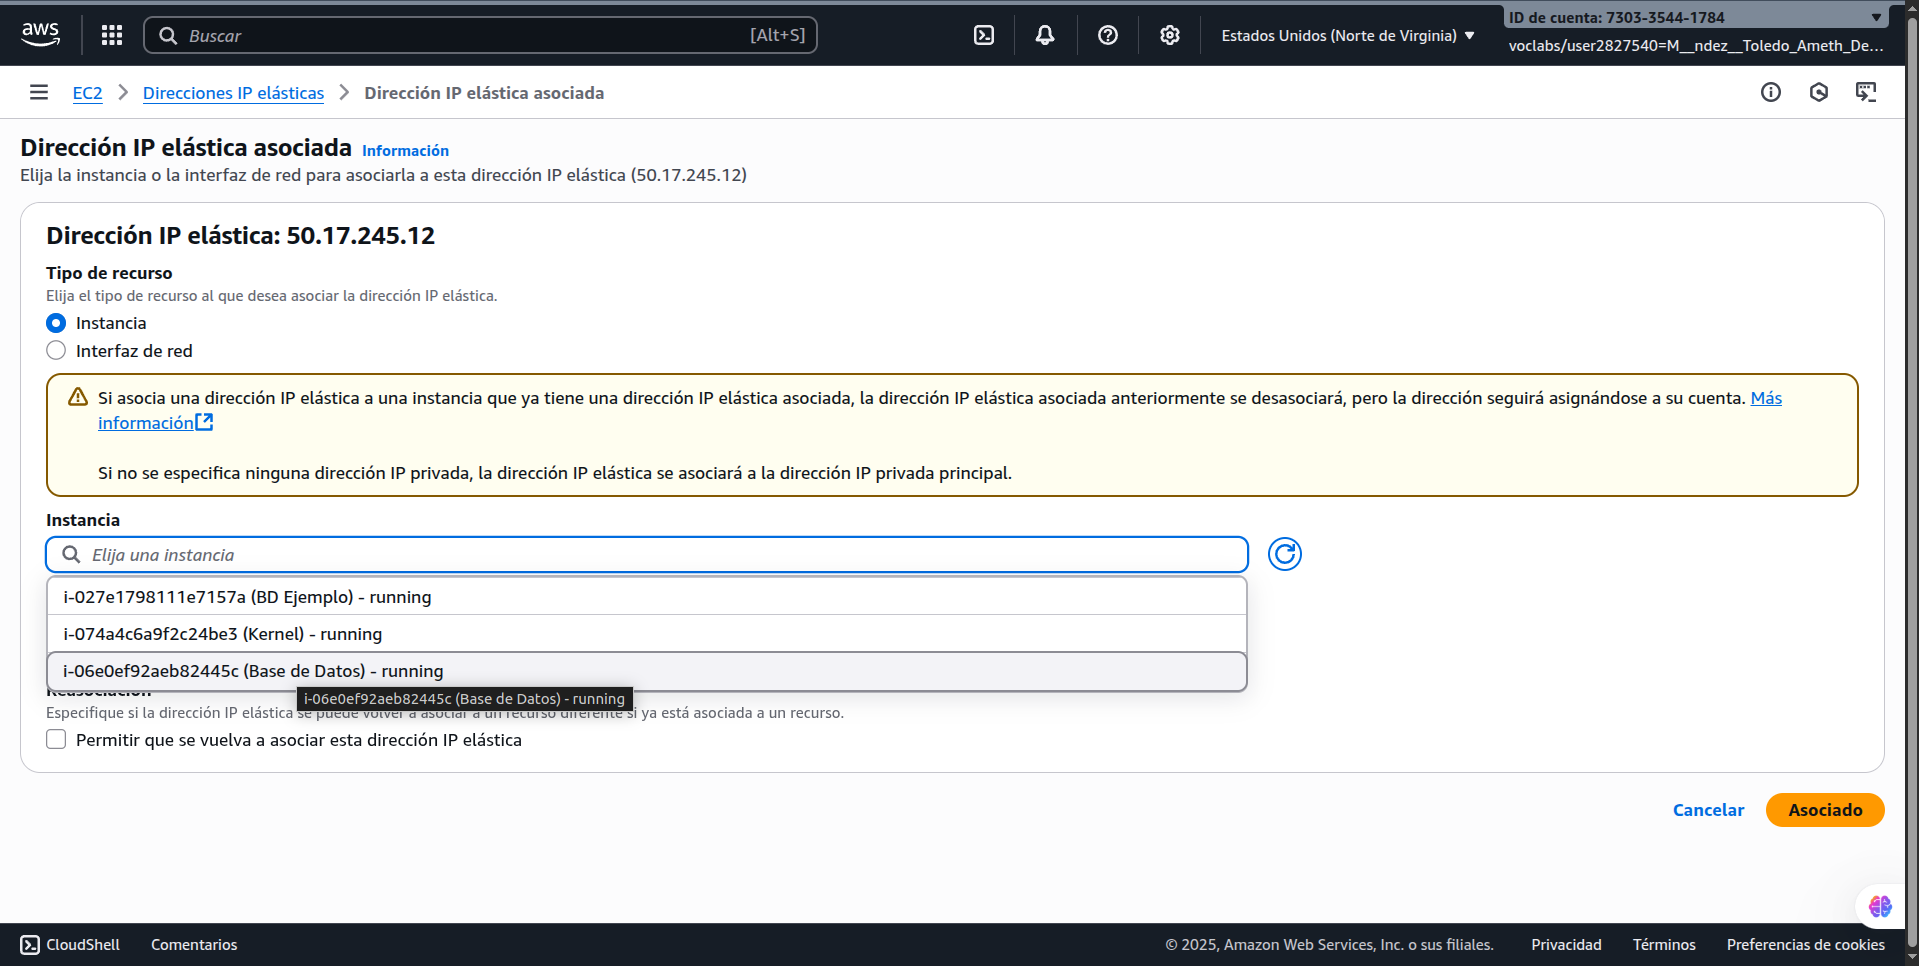 aws
Buscar [Alt+S]
Estados Unidos (Norte de Virginia)
ID de cuenta: 7303-3544-1784
voclabs/user2827540=M__ndez__Toledo_Ameth_De...
EC2 Direcciones IP elásticas Dirección IP elástica asociada
Dirección IP elástica asociada Información
Elija la instancia o la interfaz de red para asociarla a esta dirección IP elástica (50.17.245.12)
Dirección IP elástica: 50.17.245.12
Tipo de recurso
Elija el tipo de recurso al que desea asociar la dirección IP elástica.
Instancia
Interfaz de red
Si asocia una dirección IP elástica a una instancia que ya tiene una dirección IP elástica asociada, la dirección IP elástica asociada anteriormente se desasociará, pero la dirección seguirá asignándose a su cuenta. Más
información
Si no se especifica ninguna dirección IP privada, la dirección IP elástica se asociará a la dirección IP privada principal.
Instancia
Elija una instancia
i-027e1798111e7157a (BD Ejemplo) - running
i-074a4c6a9f2c24be3 (Kernel) - running
i-06e0ef92aeb82445c (Base de Datos) - running
Reasociación
i-06e0ef92aeb82445c (Base de Datos) - running
Especifique si la dirección IP elástica se puede volver a asociar a un recurso diferente si ya está asociada a un recurso.
Permitir que se vuelva a asociar esta dirección IP elástica
Cancelar Asociado
CloudShell Comentarios © 2025, Amazon Web Services, Inc. o sus filiales. Privacidad Términos Preferencias de cookies